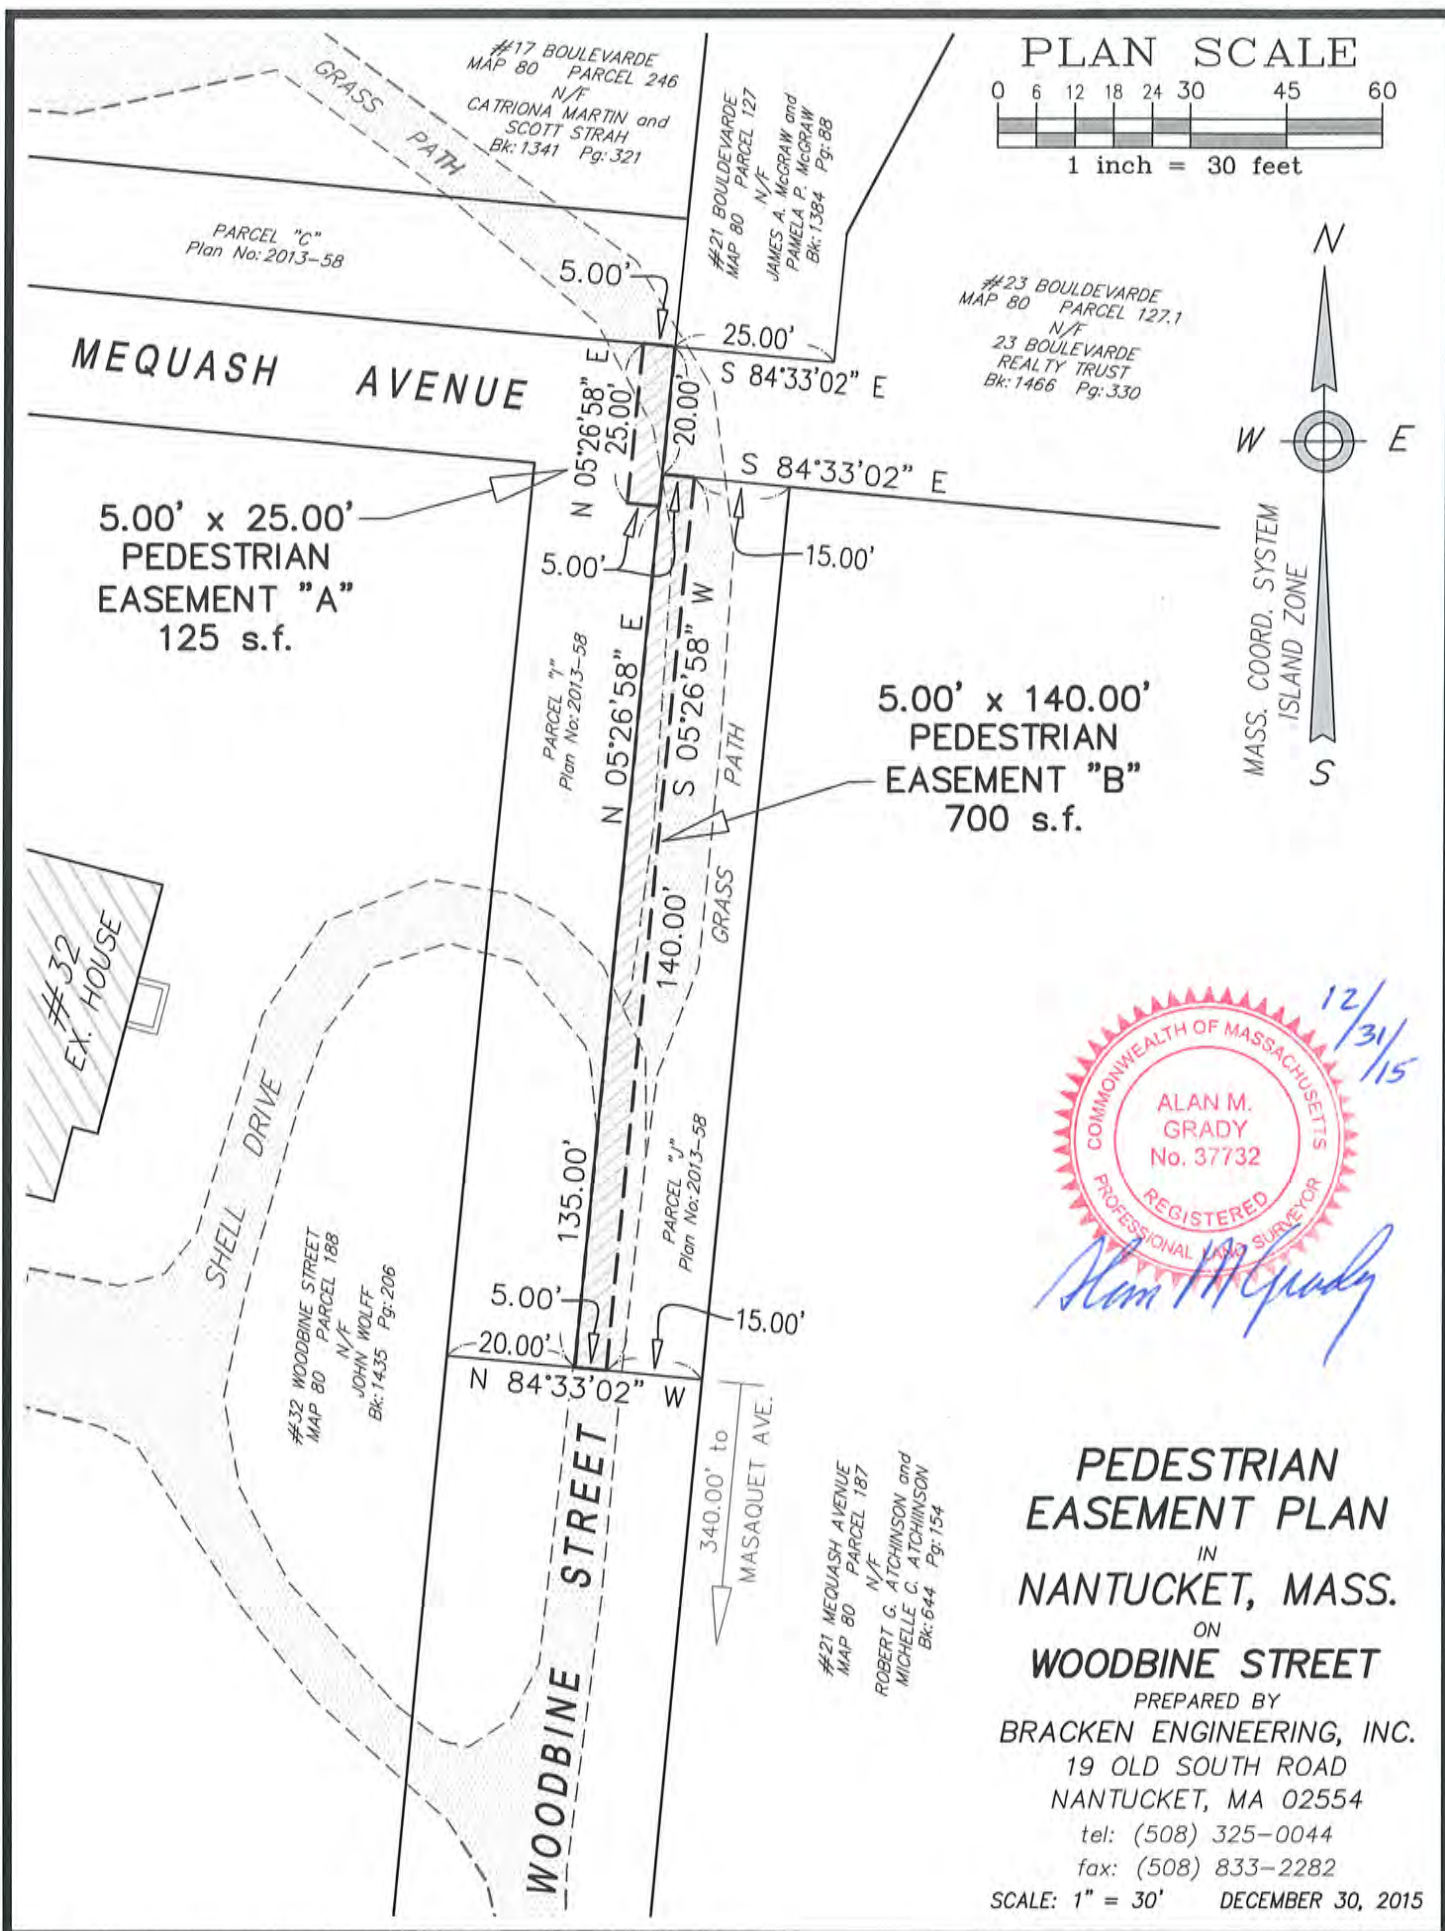 PLAN SCALE
0 6 12 18 24 30 45 60
1 inch = 30 feet
#17 BOULEVARDE
MAP 80 PARCEL 246
N/F
CATRIONA MARTIN and
SCOTT STRAH
Bk: 1341 Pg: 321
GRASS PATH
#21 BOULDEVARDE
MAP 80 PARCEL 127
N/F
JAMES A. McGRAW and
PAMELA P. McGRAW
Bk: 1384 Pg: 88
PARCEL "C"
Plan No: 2013-58
5.00'
25.00'
S 84°33'02" E
#23 BOULDEVARDE
MAP 80 PARCEL 127.1
N/F
23 BOULEVARDE
REALTY TRUST
Bk: 1466 Pg: 330
N
W E
S
MASS. COORD. SYSTEM
ISLAND ZONE
MEQUASH AVENUE
N 05°26'58" E
25.00'
20.00'
S 84°33'02" E
5.00' x 25.00'
PEDESTRIAN
EASEMENT "A"
125 s.f.
5.00'
15.00'
PARCEL "I"
Plan No: 2013-58
N 05°26'58" E
S 05°26'58" W
GRASS PATH
5.00' x 140.00'
PEDESTRIAN
EASEMENT "B"
700 s.f.
140.00'
#32
EX. HOUSE
SHELL DRIVE
135.00'
PARCEL "J"
Plan No: 2013-58
#32 WOODBINE STREET
MAP 80 PARCEL 188
N/F
JOHN WOLFF
Bk: 1435 Pg: 206
5.00'
20.00'
15.00'
N 84°33'02" W
340.00' to
MASAQUET AVE.
WOODBINE STREET
#21 MEQUASH AVENUE
MAP 80 PARCEL 187
N/F
ROBERT G. ATCHINSON and
MICHELLE C. ATCHINSON
Bk: 644 Pg: 154
12/31/15
COMMONWEALTH OF MASSACHUSETTS
ALAN M.
GRADY
No. 37732
REGISTERED
PROFESSIONAL LAND SURVEYOR
Alan M Grady
PEDESTRIAN
EASEMENT PLAN
IN
NANTUCKET, MASS.
ON
WOODBINE STREET
PREPARED BY
BRACKEN ENGINEERING, INC.
19 OLD SOUTH ROAD
NANTUCKET, MA 02554
tel: (508) 325-0044
fax: (508) 833-2282
SCALE: 1" = 30' DECEMBER 30, 2015